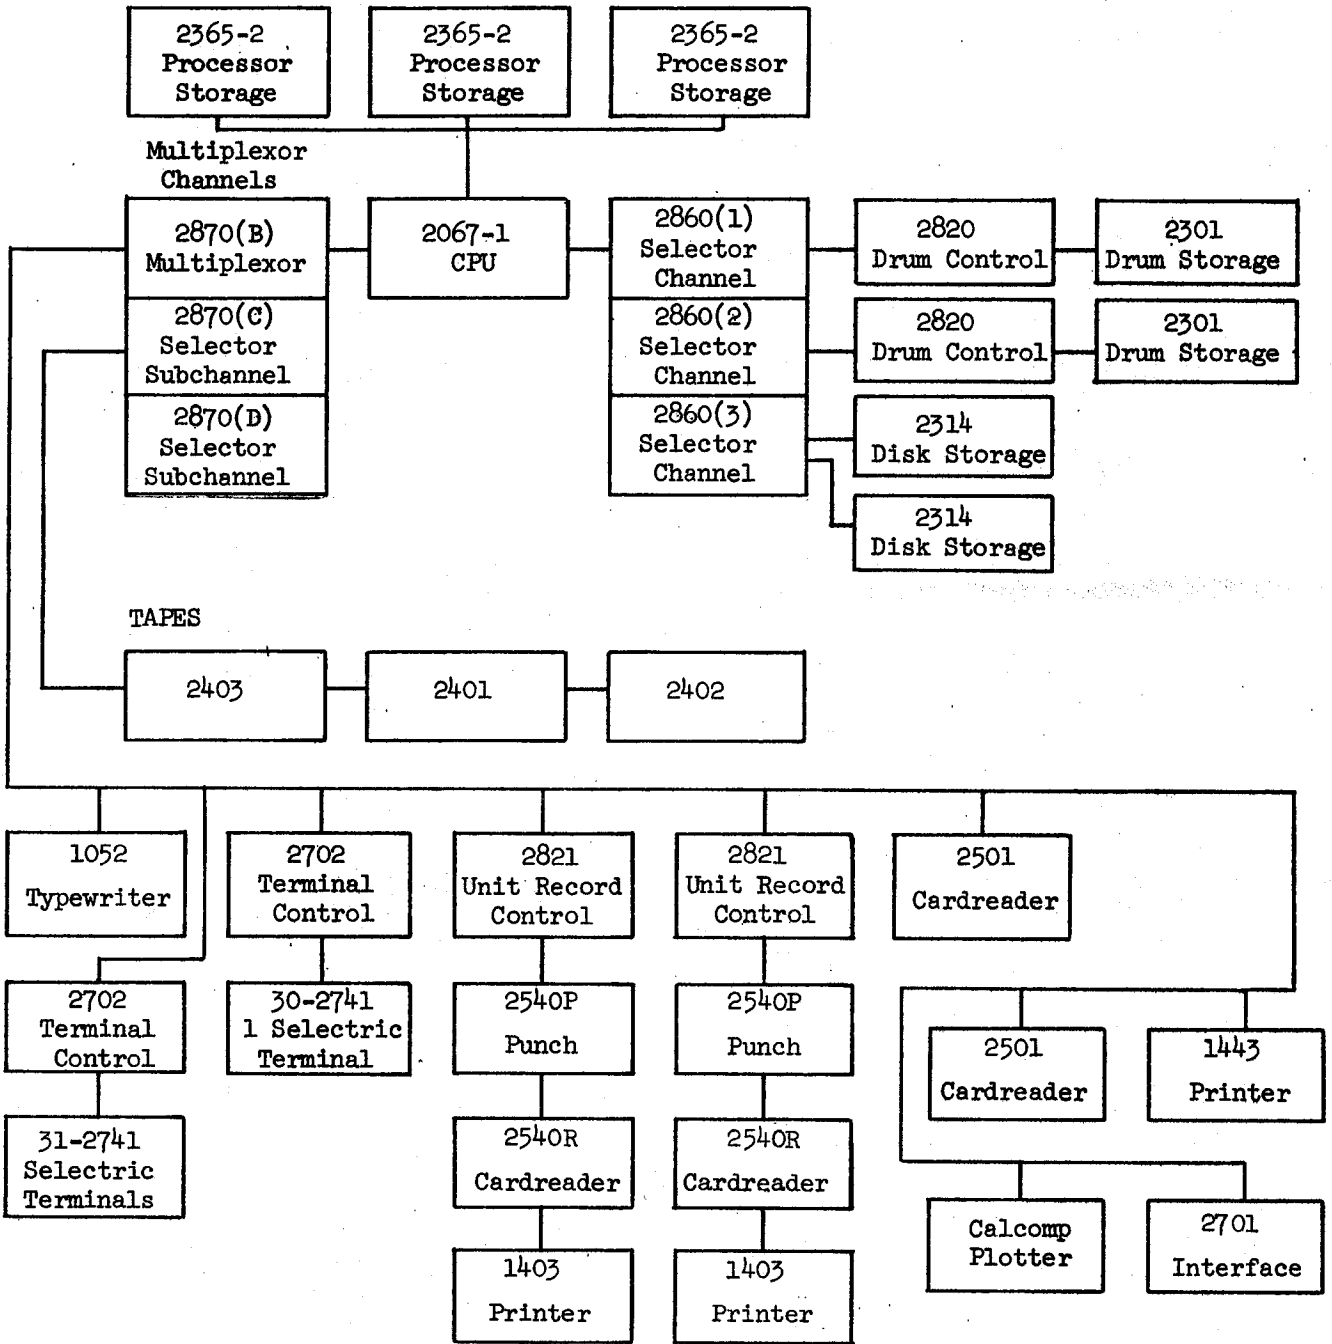 2365-2
Processor
Storage
2365-2
Processor
Storage
2365-2
Processor
Storage
Multiplexor
Channels
2870(B)
Multiplexor
2067-1
CPU
2860(1)
Selector
Channel
2820
Drum Control
2301
Drum Storage
2870(C)
Selector
Subchannel
2860(2)
Selector
Channel
2820
Drum Control
2301
Drum Storage
2870(D)
Selector
Subchannel
2860(3)
Selector
Channel
2314
Disk Storage
2314
Disk Storage
TAPES
2403
2401
2402
1052
Typewriter
2702
Terminal
Control
2821
Unit Record
Control
2821
Unit Record
Control
2501
Cardreader
2702
Terminal
Control
30-2741
1 Selectric
Terminal
2540P
Punch
2540P
Punch
2501
Cardreader
1443
Printer
31-2741
Selectric
Terminals
2540R
Cardreader
2540R
Cardreader
Calcomp
Plotter
2701
Interface
1403
Printer
1403
Printer